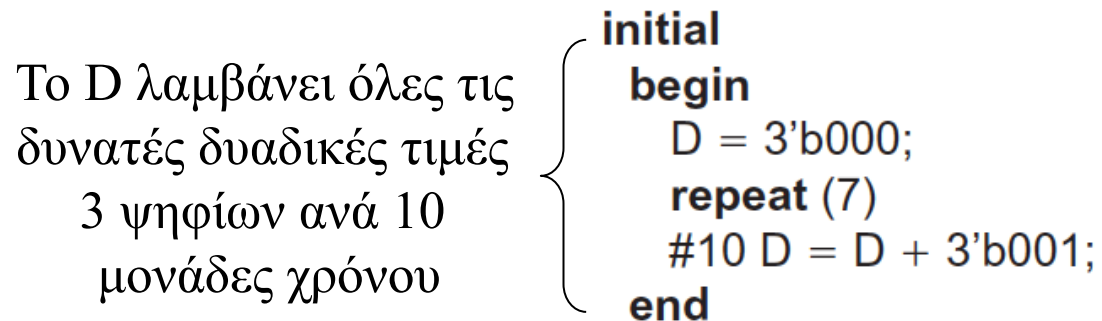 Το D λαμβάνει όλες τις
δυνατές δυαδικές τιμές
3 ψηφίων ανά 10
μονάδες χρόνου
initial
begin
D = 3’b000;
repeat (7)
#10 D = D + 3’b001;
end